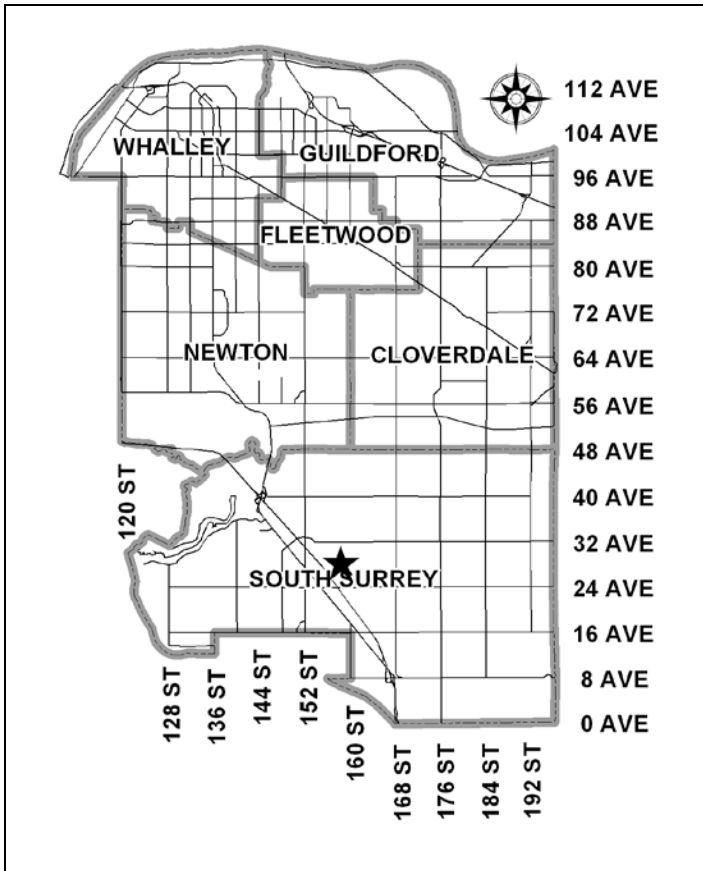 112 AVE
104 AVE
WHALLEY
GUILDFORD
96 AVE
88 AVE
FLEETWOOD
80 AVE
72 AVE
NEWTON
CLOVERDALE
64 AVE
56 AVE
48 AVE
120 ST
40 AVE
32 AVE
SOUTH SURREY
24 AVE
16 AVE
128 ST
136 ST
144 ST
152 ST
8 AVE
160 ST
0 AVE
168 ST
176 ST
184 ST
192 ST